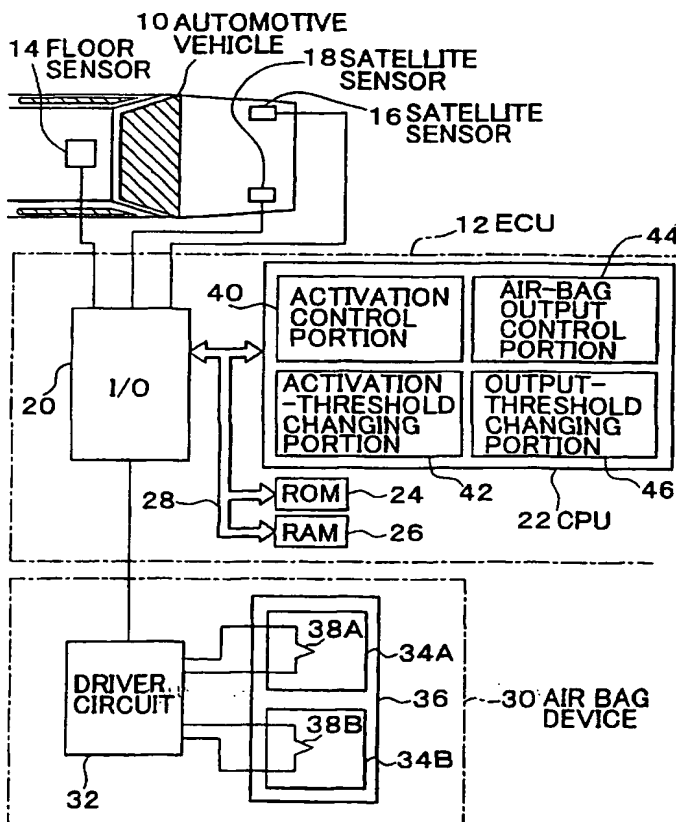 10 AUTOMOTIVE
VEHICLE
14 FLOOR
SENSOR
18 SATELLITE
SENSOR
16 SATELLITE
SENSOR
12 ECU
44
40
ACTIVATION
CONTROL
PORTION
AIR-BAG
OUTPUT
CONTROL
PORTION
20
I/O
ACTIVATION
-THRESHOLD
CHANGING
PORTION
OUTPUT-
THRESHOLD
CHANGING
PORTION
28
ROM
24
42
46
RAM
26
22 CPU
38A
34A
DRIVER
CIRCUIT
36
30 AIR BAG
DEVICE
38B
34B
32